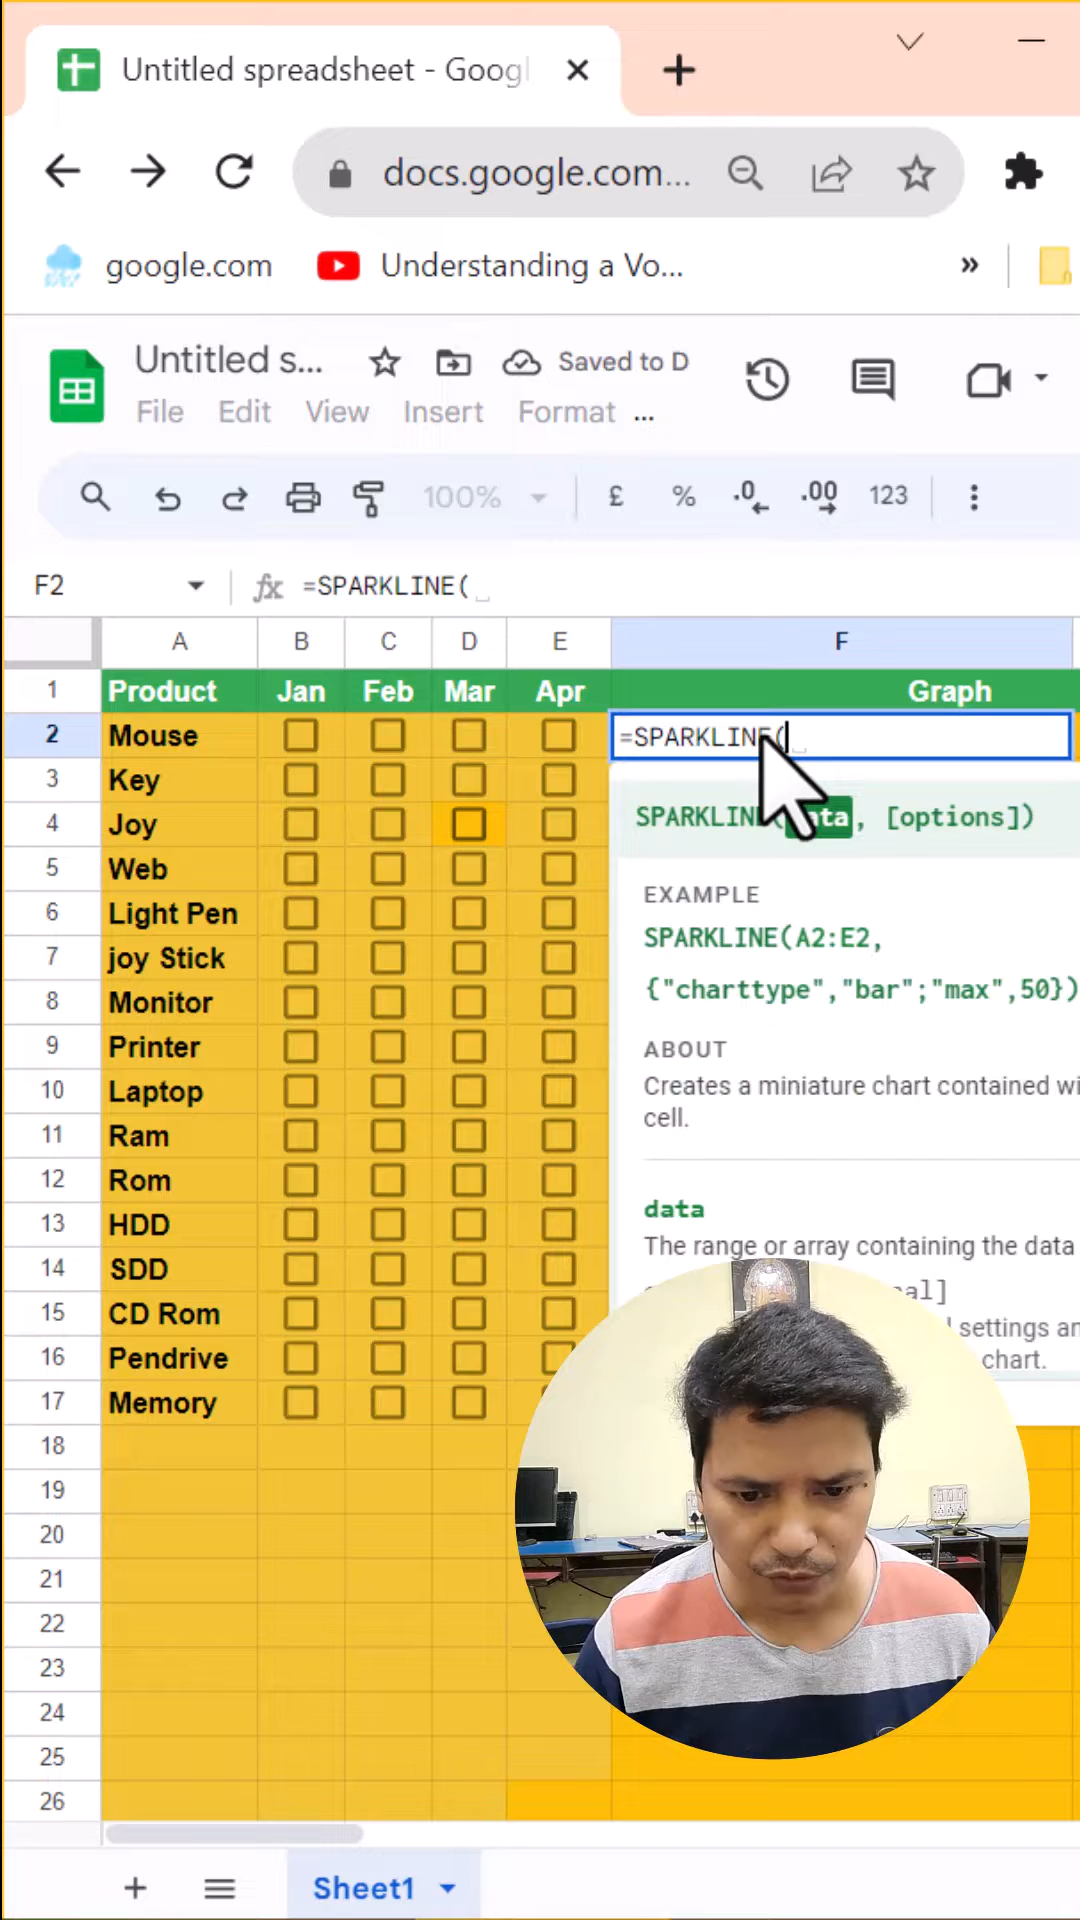 Untitled spreadsheet - Googl
docs.google.com...
google.com Understanding a Vo... »
Untitled s... Saved to D
File Edit View Insert Format ...
100% £ % .0 .00 123
F2 fx =SPARKLINE(
A B C D E F
1 Product Jan Feb Mar Apr Graph
2 Mouse =SPARKLINE(
3 Key
4 Joy SPARKLINE( ta, [options])
5 Web
EXAMPLE
6 Light Pen SPARKLINE(A2:E2,
7 joy Stick
8 Monitor {"charttype","bar";"max",50})
9 Printer ABOUT
10 Laptop Creates a miniature chart contained wi
11 Ram cell.
12 Rom
13 HDD data
14 SDD The range or array containing the data
15 CD Rom al]
settings an
16 Pendrive chart.
17 Memory
18
19
20
21
22
23
24
25
26
+ Sheet1